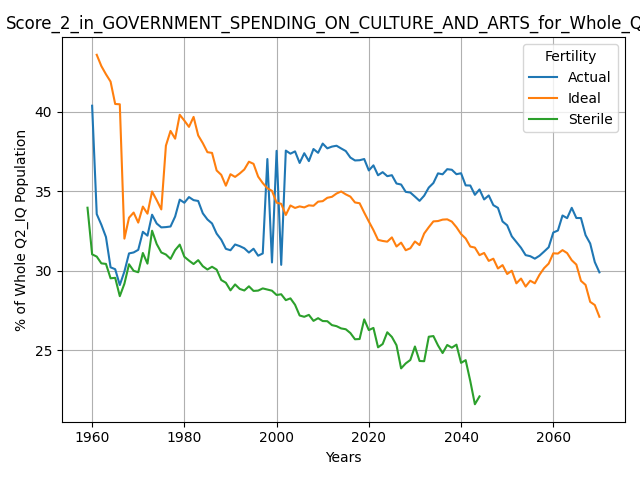 Score_2_in_GOVERNMENT_SPENDING_ON_CULTURE_AND_ARTS_for_Whole_Q
Fertility
Actual
Ideal
Sterile
% of Whole Q2_IQ Population
40
35
30
25
1960
1980
2000
2020
2040
2060
Years